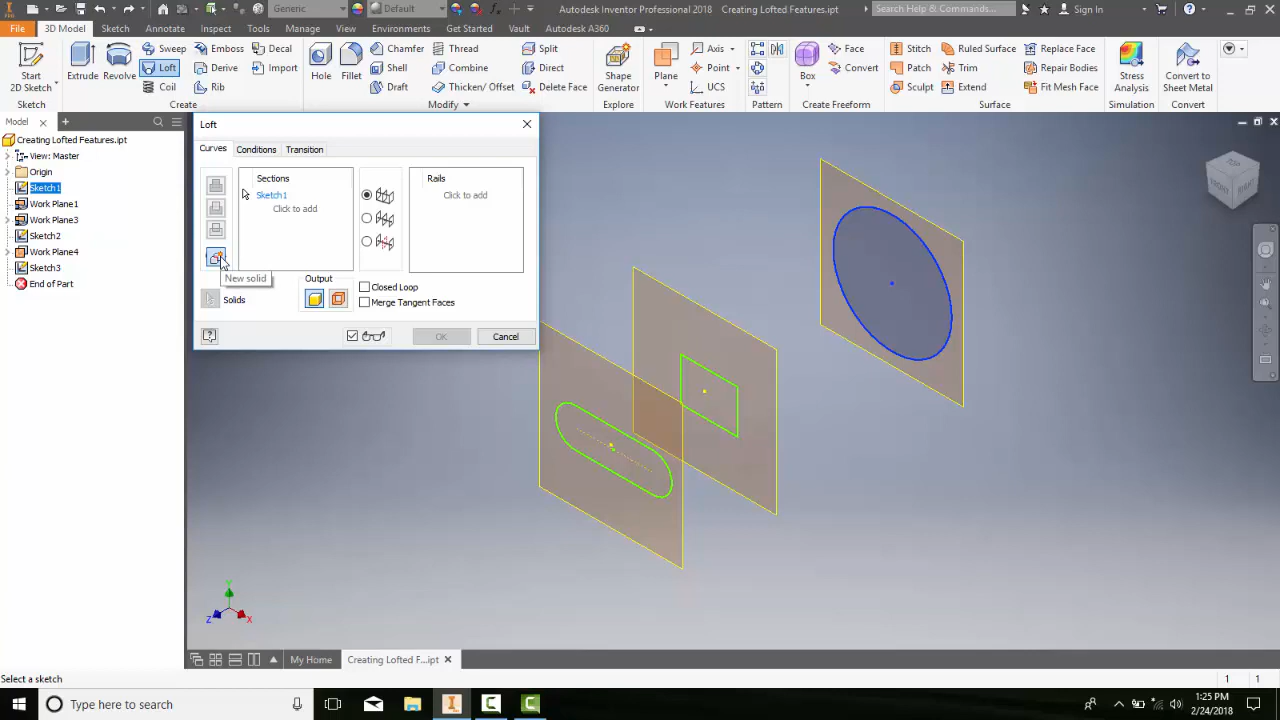 Generic
Default
Autodesk Inventor Professional 2018 Creating Lofted Features.ipt
Search Help & Commands...
Sign In
File
3D Model
Sketch
Annotate
Inspect
Tools
Manage
View
Environments
Get Started
Vault
Autodesk A360
Sweep
Emboss
Decal
Chamfer
Thread
Split
Axis
Face
Stitch
Ruled Surface
Replace Face
Loft
Derive
Import
Shell
Combine
Direct
Point
Convert
Patch
Trim
Repair Bodies
Coil
Rib
Draft
Thicken/ Offset
Delete Face
UCS
Sculpt
Extend
Fit Mesh Face
Start
2D Sketch
Extrude
Revolve
Hole
Fillet
Shape
Generator
Plane
Box
Stress
Analysis
Convert to
Sheet Metal
Sketch
Create
Modify
Explore
Work Features
Pattern
Create Freeform
Surface
Simulation
Convert
Model
Creating Lofted Features.ipt
View: Master
Origin
Sketch1
Work Plane1
Work Plane3
Sketch2
Work Plane4
Sketch3
End of Part
Loft
Curves
Conditions
Transition
Sections
Sketch1
Click to add
Rails
Click to add
New solid
Output
Solids
Closed Loop
Merge Tangent Faces
OK
Cancel
FRONT
RIGHT
Y
Z
X
My Home
Creating Lofted F...ipt
Select a sketch
1
1
Type here to search
1:25 PM
2/24/2018